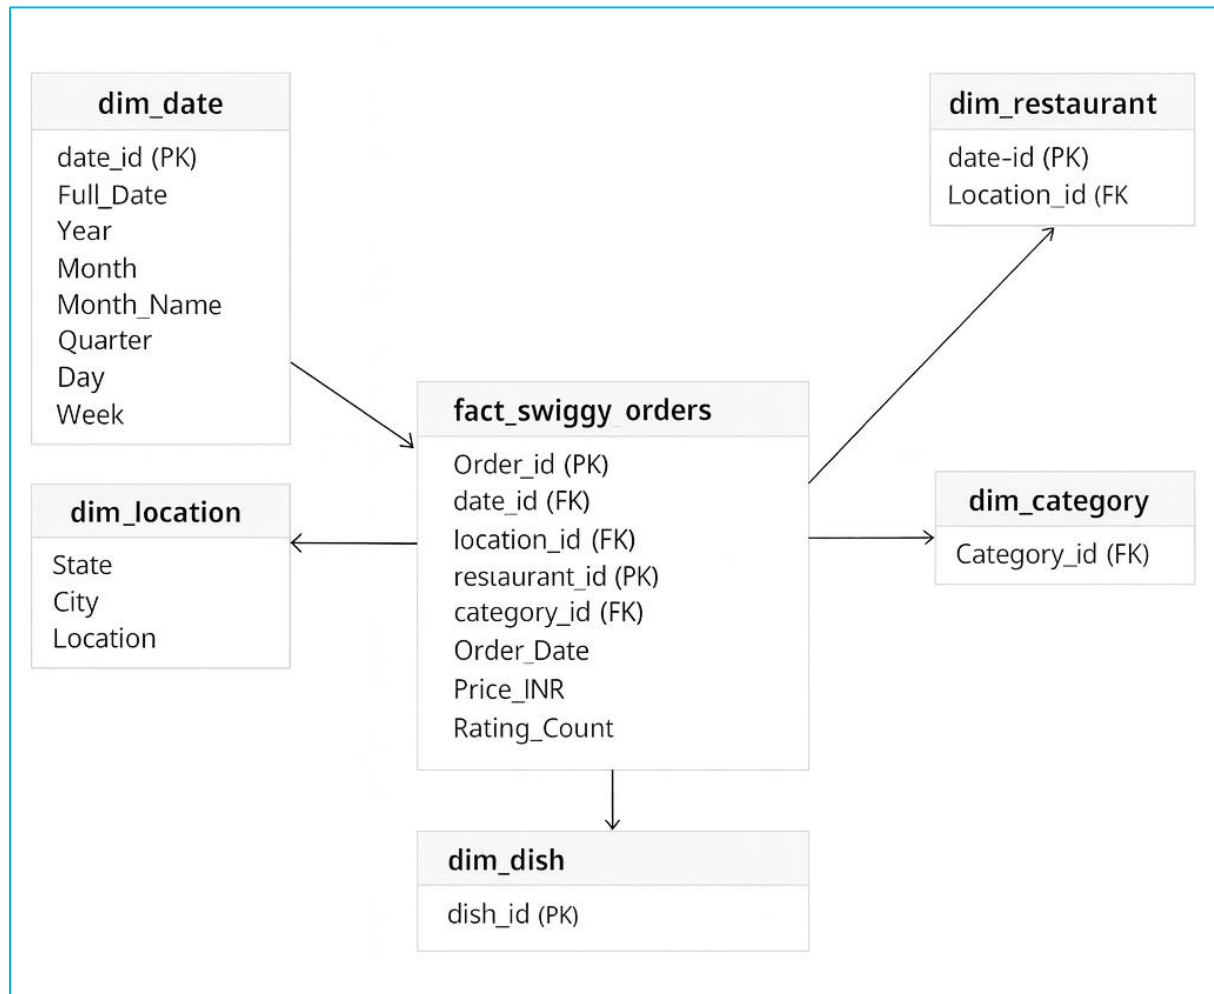 dim_date
date_id (PK)
Full_Date
Year
Month
Month_Name
Quarter
Day
Week
dim_restaurant
date-id (PK)
Location_id (FK
fact_swiggy_orders
Order_id (PK)
date_id (FK)
location_id (FK)
restaurant_id (PK)
category_id (FK)
Order_Date
Price_INR
Rating_Count
dim_location
State
City
Location
dim_category
Category_id (FK)
dim_dish
dish_id (PK)